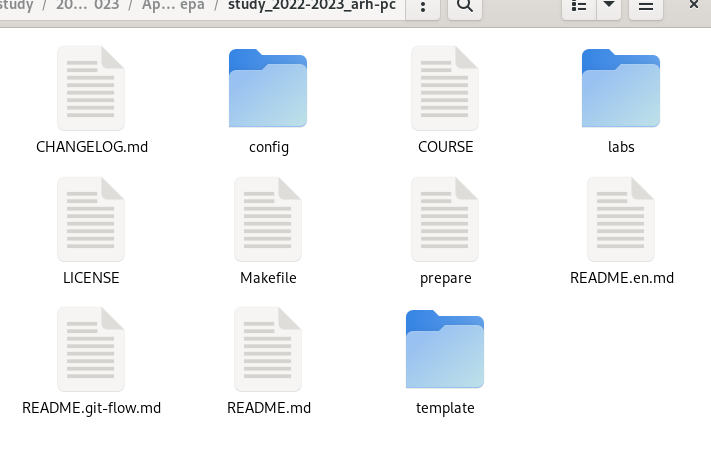 study / 20... 023 / Ap... ера / study_2022-2023_arh-pc
CHANGELOG.md config COURSE labs
LICENSE Makefile prepare README.en.md
README.git-flow.md README.md template